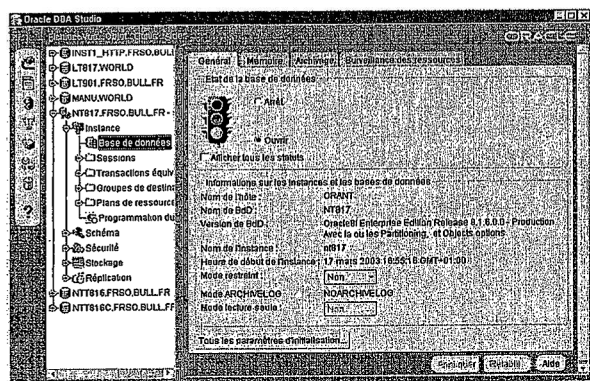 Oracle DBA Studio
ORACLE
INST1_HTTP.FRSO.BULL
LT817.WORLD
LT901.FRSO.BULL.FR
MANU.WORLD
NT817.FRSO.BULL.FR -
Instance
Base de données
Sessions
Transactions équiv
Groupes de destina
Plans de ressource
Programmation du
Schéma
Sécurité
Stockage
Réplication
NTT816.FRSO.BULL.FR
NTT816C.FRSO.BULL.FF
Général Mémoire Archivage Surveillance des ressources
Etat de la base de données
Arrêt
Ouvrir
Afficher tous les statuts
Informations sur les instances et les bases de données
Nom de l'hôte : ORANT
Nom de BdD : NT817
Version de BdD : Oracle8i Enterprise Edition Release 8.1.6.0.0 - Production
Avec la ou les Partitioning, et Objects options
Nom de l'instance : nt817
Heure de début de l'instance : 17 mars 2003 16:55:16 GMT+01:00
Mode restreint : Non
Mode ARCHIVELOG NOARCHIVELOG
Mode lecture seule : Non
Tous les paramètres d'initialisation...
Appliquer Rétablir Aide